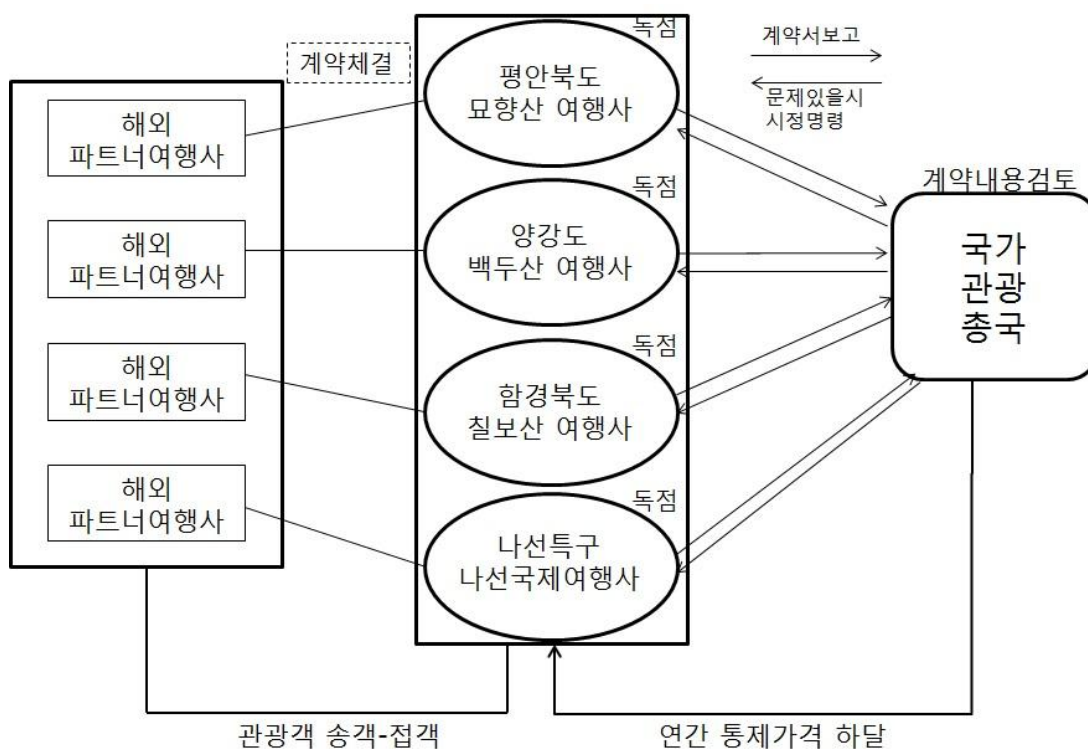 계약체결
해외
파트너여행사
해외
파트너여행사
해외
파트너여행사
해외
파트너여행사
독점
평안북도
묘향산 여행사
독점
양강도
백두산 여행사
독점
함경북도
칠보산 여행사
독점
나선특구
나선국제여행사
계약서보고
문제있을시
시정명령
계약내용검토
국가
관광
총국
관광객 송객-접객
연간 통제가격 하달